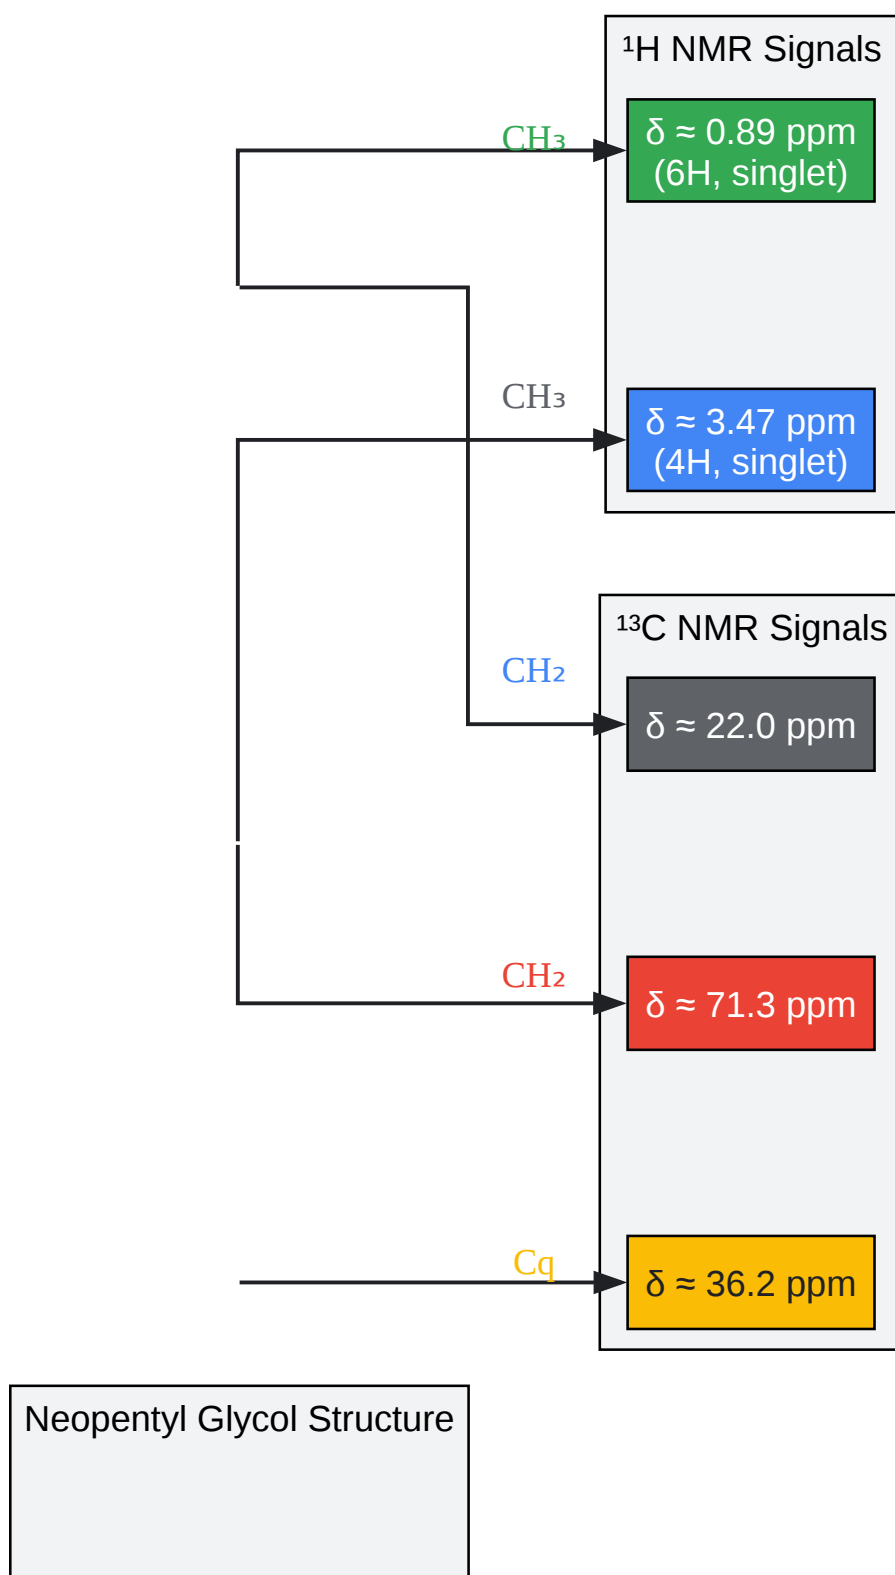 ¹H NMR Signals
CH₃
δ ≈ 0.89 ppm
(6H, singlet)
CH₃
δ ≈ 3.47 ppm
(4H, singlet)
¹³C NMR Signals
CH₂
δ ≈ 22.0 ppm
CH₂
δ ≈ 71.3 ppm
Cq
δ ≈ 36.2 ppm
Neopentyl Glycol Structure